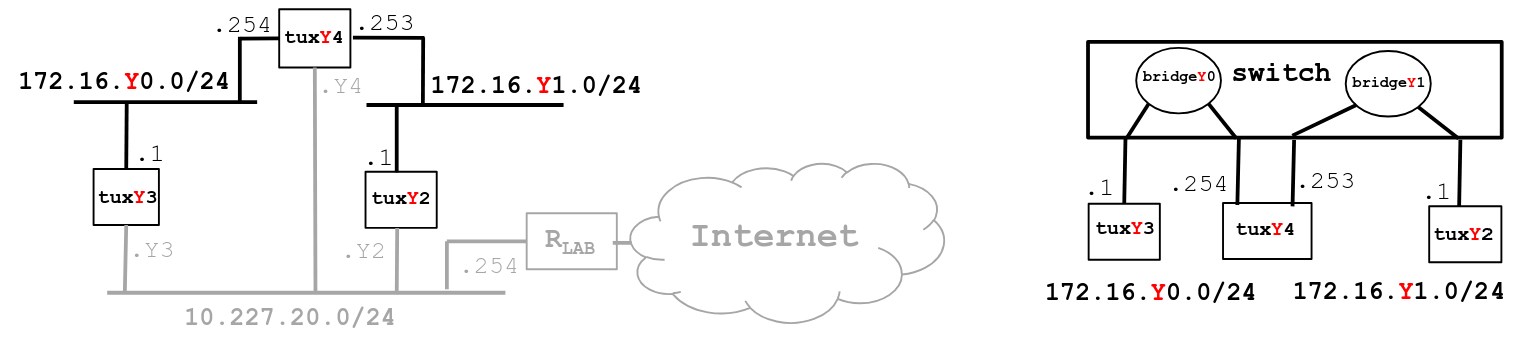 .254
tuxY4
.253
172.16.Y0.0/24
.Y4
172.16.Y1.0/24
.1
tuxY3
.Y3
.1
tuxY2
.Y2
.254
RLAB
Internet
10.227.20.0/24
bridgeY0
switch
bridgeY1
.1
.254
.253
.1
tuxY3
tuxY4
tuxY2
172.16.Y0.0/24
172.16.Y1.0/24